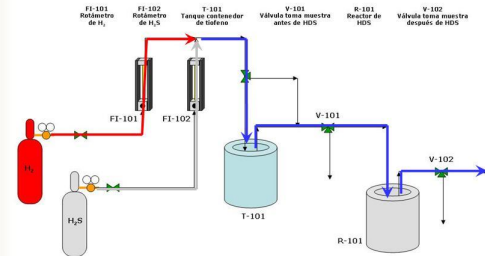 FI-101
Rotámetro
de H₂
FI-102
Rotámetro
de H₂S
T-101
Tanque contenedor
de tiofeno
V-101
Válvula toma muestra
antes de HDS
R-101
Reactor de
HDS
V-102
Válvula toma muestra
después de HDS
FI-101
FI-102
V-101
V-102
H₂
H₂S
T-101
R-101